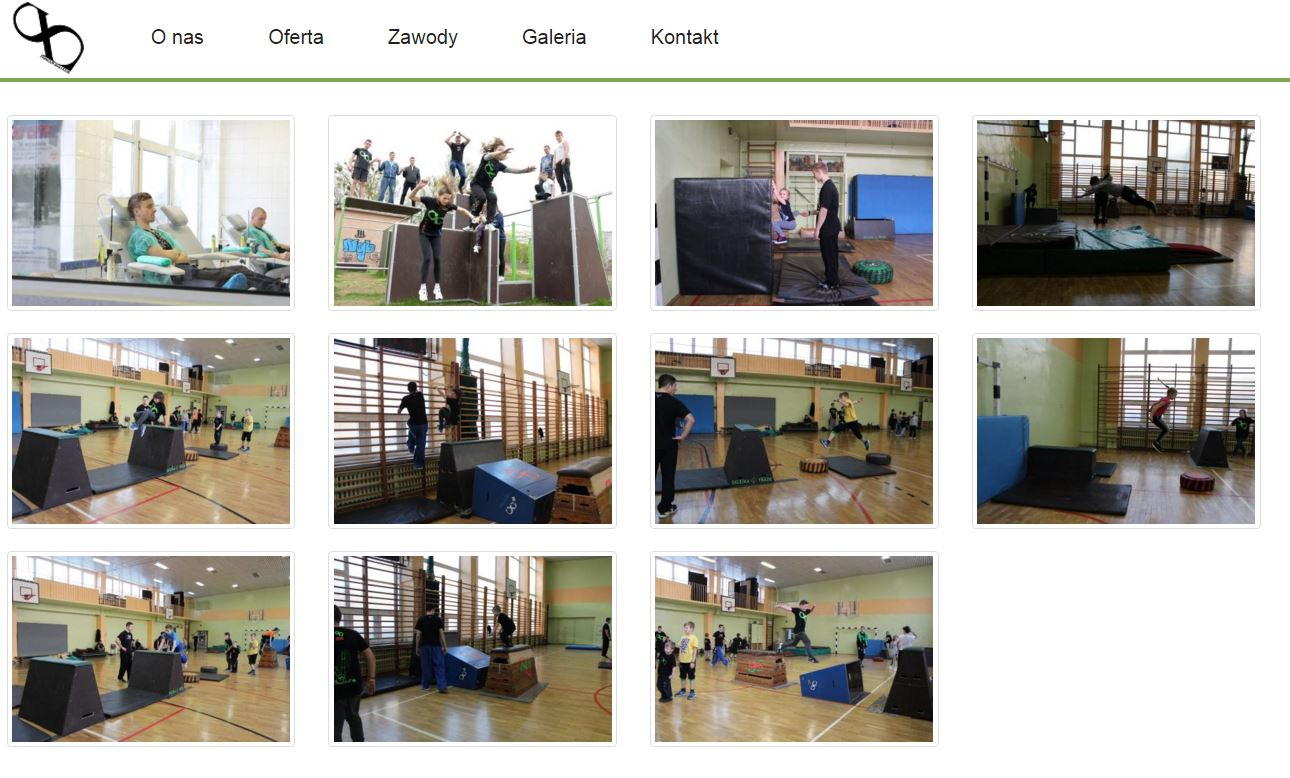 O nas
Oferta
Zawody
Galeria
Kontakt